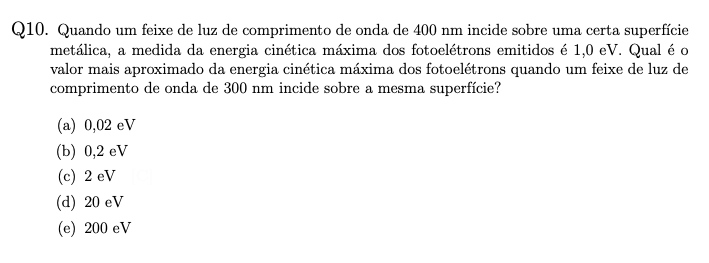 Q10. Quando um feixe de luz de comprimento de onda de 400 nm incide sobre uma certa superfície
metálica, a medida da energia cinética máxima dos fotoelétrons emitidos é 1,0 eV. Qual é o
valor mais aproximado da energia cinética máxima dos fotoelétrons quando um feixe de luz de
comprimento de onda de 300 nm incide sobre a mesma superfície?
(a) 0,02 eV
(b) 0,2 eV
(c) 2 eV
(d) 20 eV
(e) 200 eV